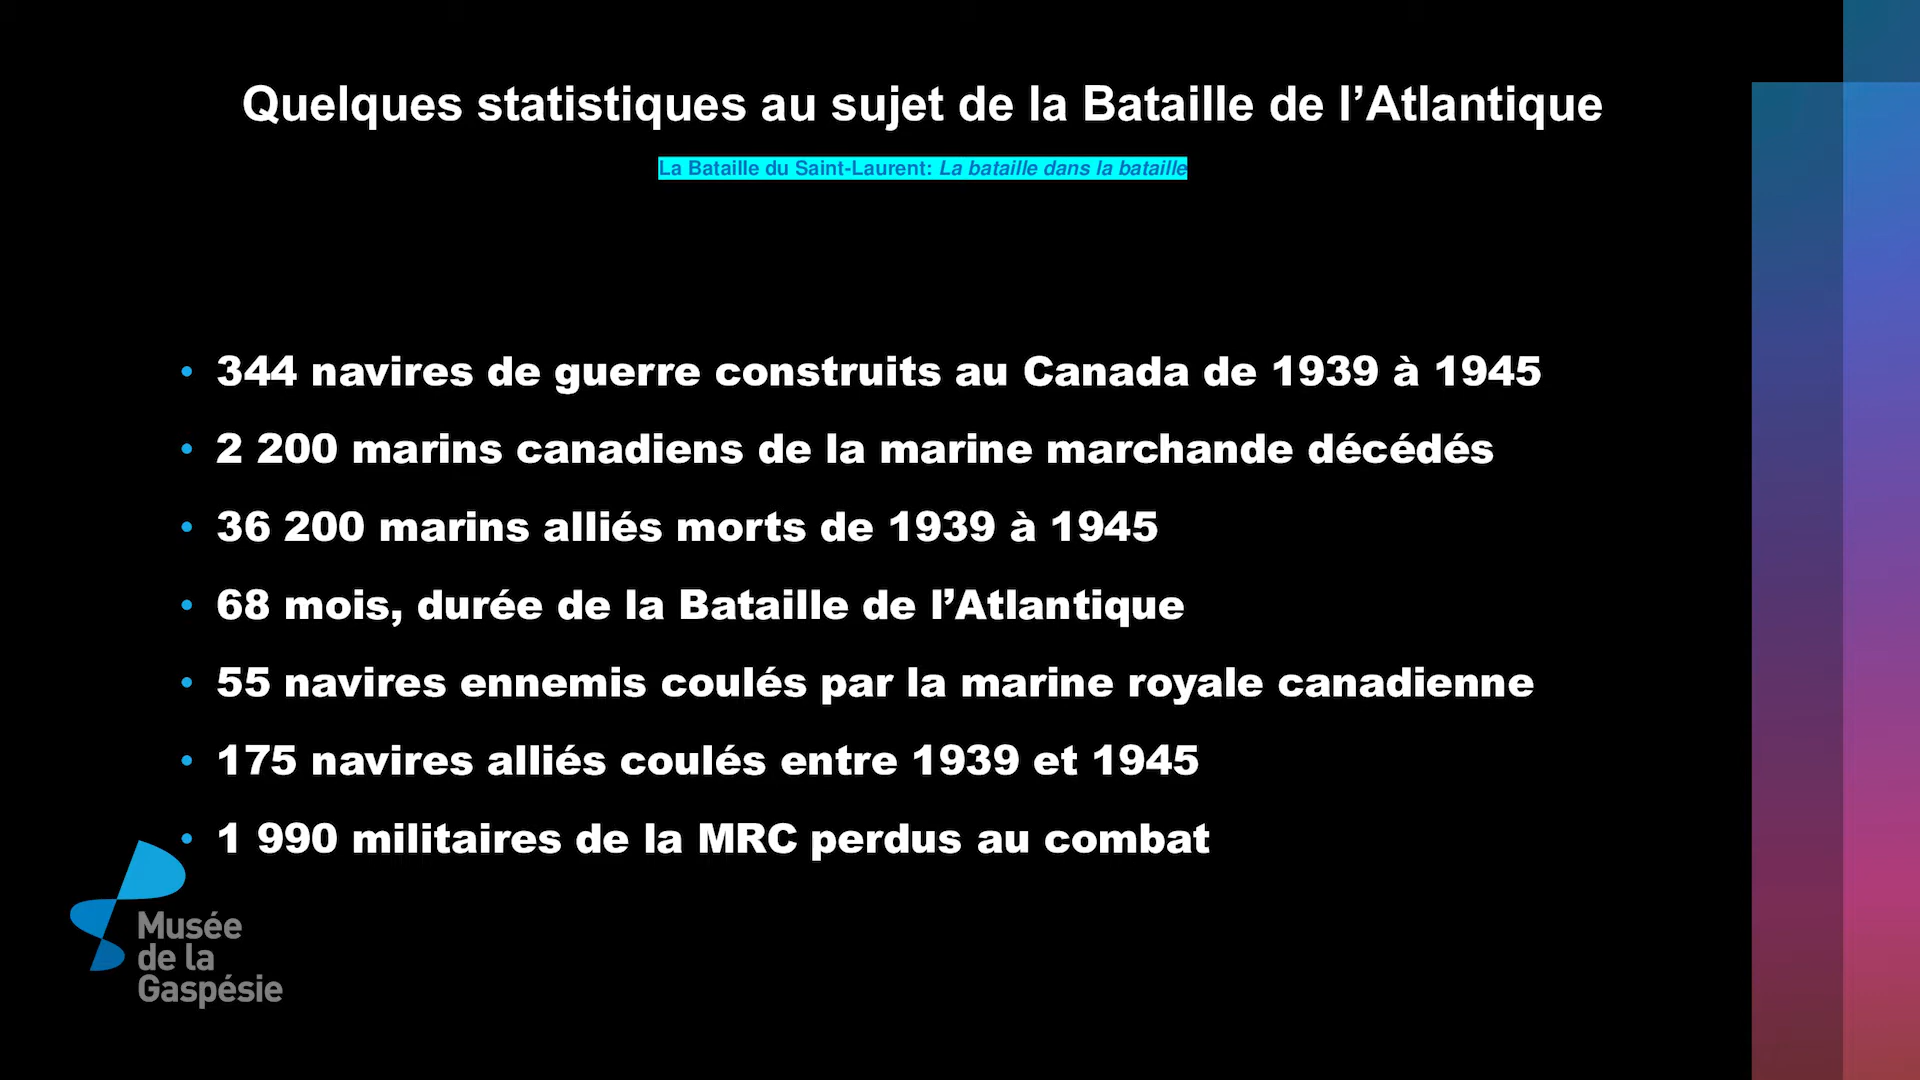 Quelques statistiques au sujet de la Bataille de l’Atlantique
La Bataille du Saint-Laurent: La bataille dans la bataille
• 344 navires de guerre construits au Canada de 1939 à 1945
• 2 200 marins canadiens de la marine marchande décédés
• 36 200 marins alliés morts de 1939 à 1945
• 68 mois, durée de la Bataille de l’Atlantique
• 55 navires ennemis coulés par la marine royale canadienne
• 175 navires alliés coulés entre 1939 et 1945
• 1 990 militaires de la MRC perdus au combat
Musée
de la
Gaspésie